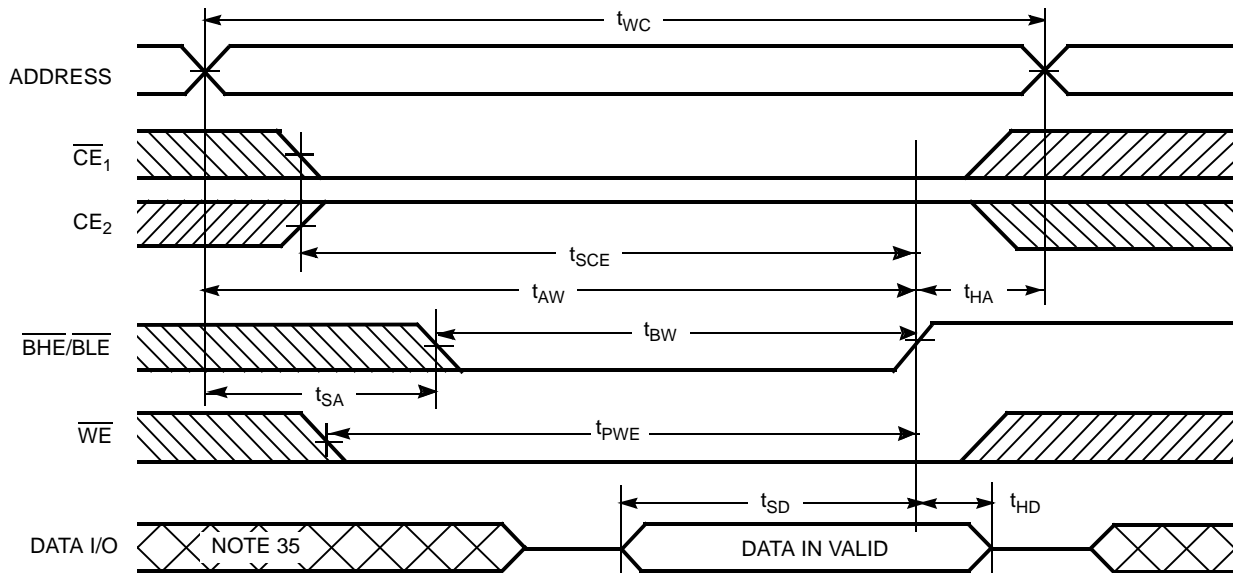 tWC
ADDRESS
CE1
CE2
tSCE
tAW
tHA
BHE/BLE
tBW
tSA
WE
tPWE
tSD
tHD
DATA I/O
NOTE 35
DATA IN VALID